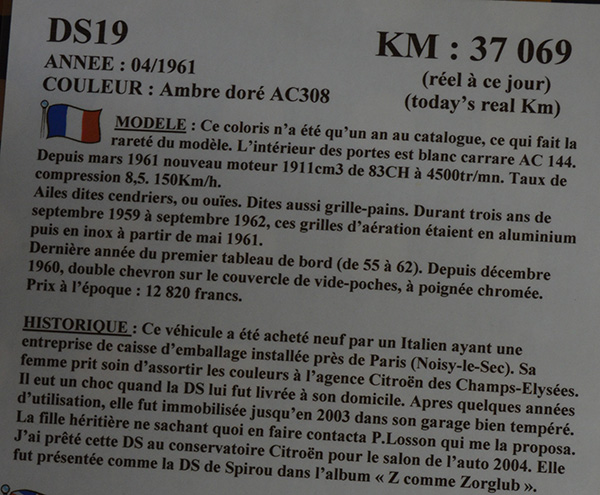 DS19
KM : 37 069
ANNEE : 04/1961
(réel à ce jour)
COULEUR : Ambre doré AC308
(today's real Km)
MODELE : Ce coloris n'a été qu'un an au catalogue, ce qui fait la
rareté du modèle. L'intérieur des portes est blanc carrare AC 144.
Depuis mars 1961 nouveau moteur 1911cm3 de 83CH à 4500tr/mn. Taux de
compression 8,5. 150Km/h.
Ailes dites cendriers, ou ouïes. Dites aussi grille-pains. Durant trois ans de
septembre 1959 à septembre 1962, ces grilles d'aération étaient en aluminium
puis en inox à partir de mai 1961.
Dernière année du premier tableau de bord (de 55 à 62). Depuis décembre
1960, double chevron sur le couvercle de vide-poches, à poignée chromée.
Prix à l'époque : 12 820 francs.
HISTORIQUE : Ce véhicule a été acheté neuf par un Italien ayant une
entreprise de caisse d'emballage installée près de Paris (Noisy-le-Sec). Sa
femme prit soin d'assortir les couleurs à l'agence Citroën des Champs-Elysées.
Il eut un choc quand la DS lui fut livrée à son domicile. Apres quelques années
d'utilisation, elle fut immobilisée jusqu'en 2003 dans son garage bien tempéré.
La fille héritière ne sachant quoi en faire contacta P.Losson qui me la proposa.
J'ai prêté cette DS au conservatoire Citroën pour le salon de l'auto 2004. Elle
fut présentée comme la DS de Spirou dans l'album « Z comme Zorglub ».